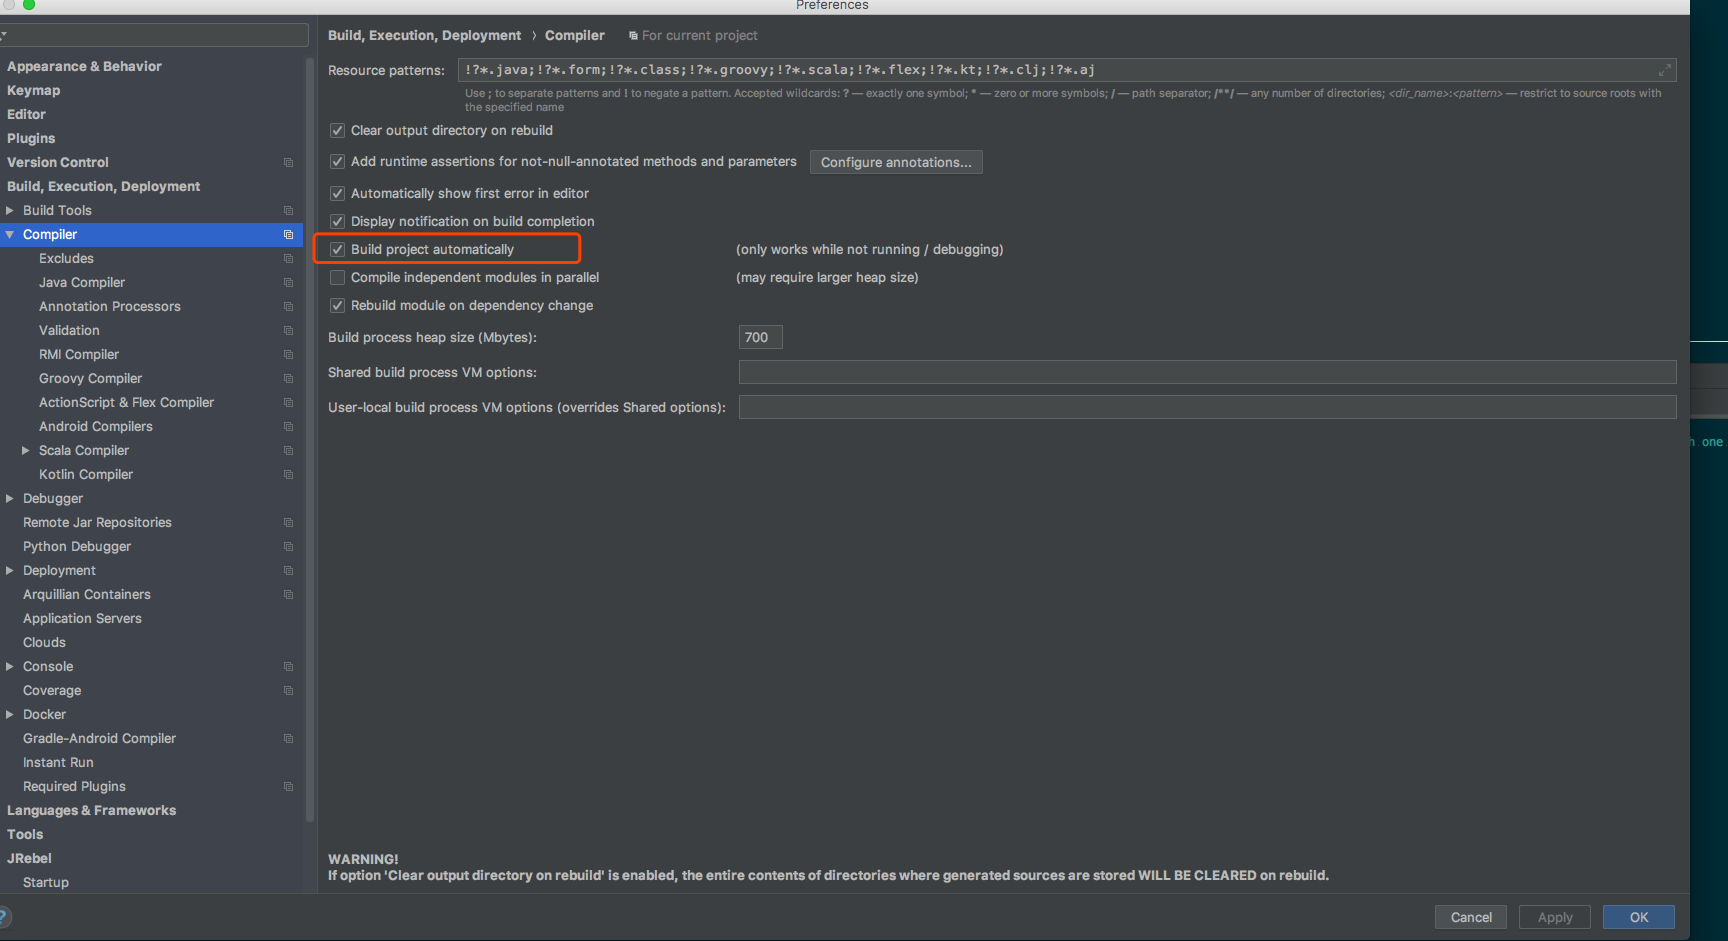 Preferences
Appearance & Behavior
Keymap
Editor
Plugins
Version Control
Build, Execution, Deployment
Build Tools
Compiler
Excludes
Java Compiler
Annotation Processors
Validation
RMI Compiler
Groovy Compiler
ActionScript & Flex Compiler
Android Compilers
Scala Compiler
Kotlin Compiler
Debugger
Remote Jar Repositories
Python Debugger
Deployment
Arquillian Containers
Application Servers
Clouds
Console
Coverage
Docker
Gradle-Android Compiler
Instant Run
Required Plugins
Languages & Frameworks
Tools
JRebel
Startup
Build, Execution, Deployment › Compiler For current project
Resource patterns: !?*.java;!?*.form;!?*.class;!?*.groovy;!?*.scala;!?*.flex;!?*.kt;!?*.clj;!?*.aj
Use ; to separate patterns and ! to negate a pattern. Accepted wildcards: ? — exactly one symbol; * — zero or more symbols; / — path separator; /**/ — any number of directories; <dir_name>:<pattern> — restrict to source roots with
the specified name
Clear output directory on rebuild
Add runtime assertions for not-null-annotated methods and parameters Configure annotations...
Automatically show first error in editor
Display notification on build completion
Build project automatically (only works while not running / debugging)
Compile independent modules in parallel (may require larger heap size)
Rebuild module on dependency change
Build process heap size (Mbytes): 700
Shared build process VM options:
User-local build process VM options (overrides Shared options):
WARNING!
If option 'Clear output directory on rebuild' is enabled, the entire contents of directories where generated sources are stored WILL BE CLEARED on rebuild.
?
Cancel Apply OK
one